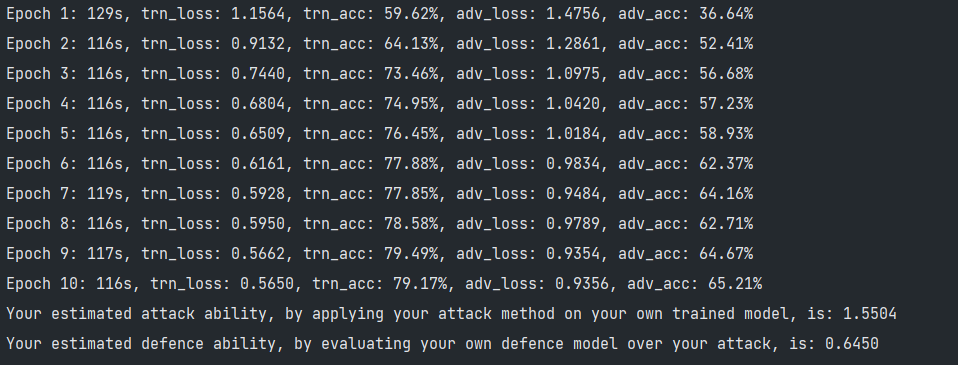 Epoch 1: 129s, trn_loss: 1.1564, trn_acc: 59.62%, adv_loss: 1.4756, adv_acc: 36.64%
Epoch 2: 116s, trn_loss: 0.9132, trn_acc: 64.13%, adv_loss: 1.2861, adv_acc: 52.41%
Epoch 3: 116s, trn_loss: 0.7440, trn_acc: 73.46%, adv_loss: 1.0975, adv_acc: 56.68%
Epoch 4: 116s, trn_loss: 0.6804, trn_acc: 74.95%, adv_loss: 1.0420, adv_acc: 57.23%
Epoch 5: 116s, trn_loss: 0.6509, trn_acc: 76.45%, adv_loss: 1.0184, adv_acc: 58.93%
Epoch 6: 116s, trn_loss: 0.6161, trn_acc: 77.88%, adv_loss: 0.9834, adv_acc: 62.37%
Epoch 7: 119s, trn_loss: 0.5928, trn_acc: 77.85%, adv_loss: 0.9484, adv_acc: 64.16%
Epoch 8: 116s, trn_loss: 0.5950, trn_acc: 78.58%, adv_loss: 0.9789, adv_acc: 62.71%
Epoch 9: 117s, trn_loss: 0.5662, trn_acc: 79.49%, adv_loss: 0.9354, adv_acc: 64.67%
Epoch 10: 116s, trn_loss: 0.5650, trn_acc: 79.17%, adv_loss: 0.9356, adv_acc: 65.21%
Your estimated attack ability, by applying your attack method on your own trained model, is: 1.5504
Your estimated defence ability, by evaluating your own defence model over your attack, is: 0.6450